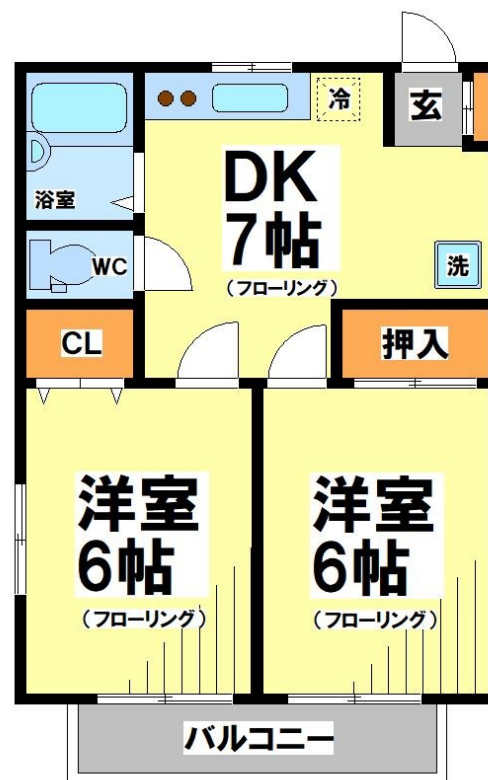 冷
玄
浴室
DK
7帖
(フローリング)
WC
洗
CL
押入
洋室
6帖
(フローリング)
洋室
6帖
(フローリング)
バルコニー